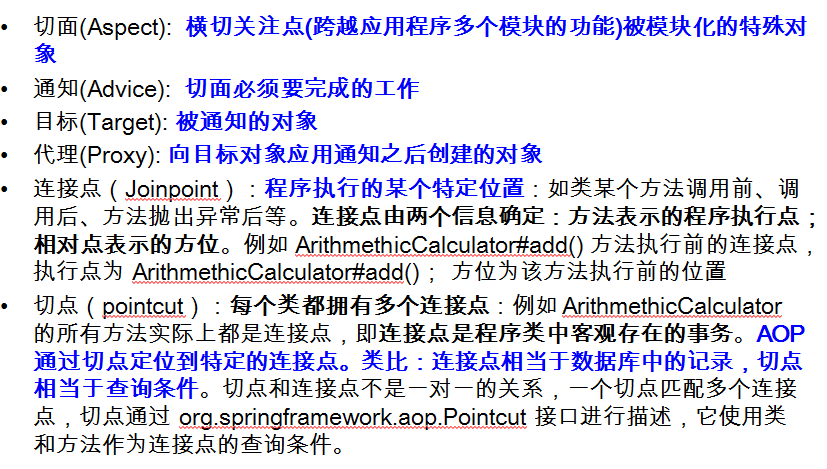 • 切面(Aspect): 横切关注点(跨越应用程序多个模块的功能)被模块化的特殊对
象
• 通知(Advice): 切面必须要完成的工作
• 目标(Target): 被通知的对象
• 代理(Proxy): 向目标对象应用通知之后创建的对象
• 连接点（Joinpoint）：程序执行的某个特定位置：如类某个方法调用前、调
用后、方法抛出异常后等。连接点由两个信息确定：方法表示的程序执行点；
相对点表示的方位。例如 ArithmethicCalculator#add() 方法执行前的连接点，
执行点为 ArithmethicCalculator#add()； 方位为该方法执行前的位置
• 切点（pointcut）：每个类都拥有多个连接点：例如 ArithmethicCalculator
的所有方法实际上都是连接点，即连接点是程序类中客观存在的事务。AOP
通过切点定位到特定的连接点。类比：连接点相当于数据库中的记录，切点
相当于查询条件。切点和连接点不是一对一的关系，一个切点匹配多个连接
点，切点通过 org.springframework.aop.Pointcut 接口进行描述，它使用类
和方法作为连接点的查询条件。